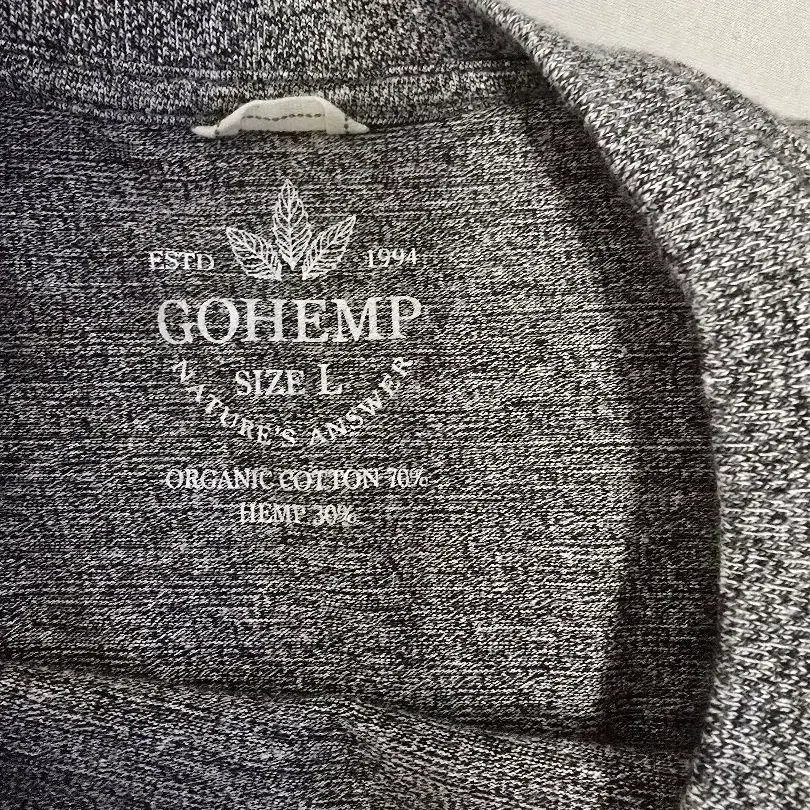 ESTD 1994
GOHEMP
SIZE L
NATURE'S ANSWER
ORGANIC COTTON 70%
HEMP 30%